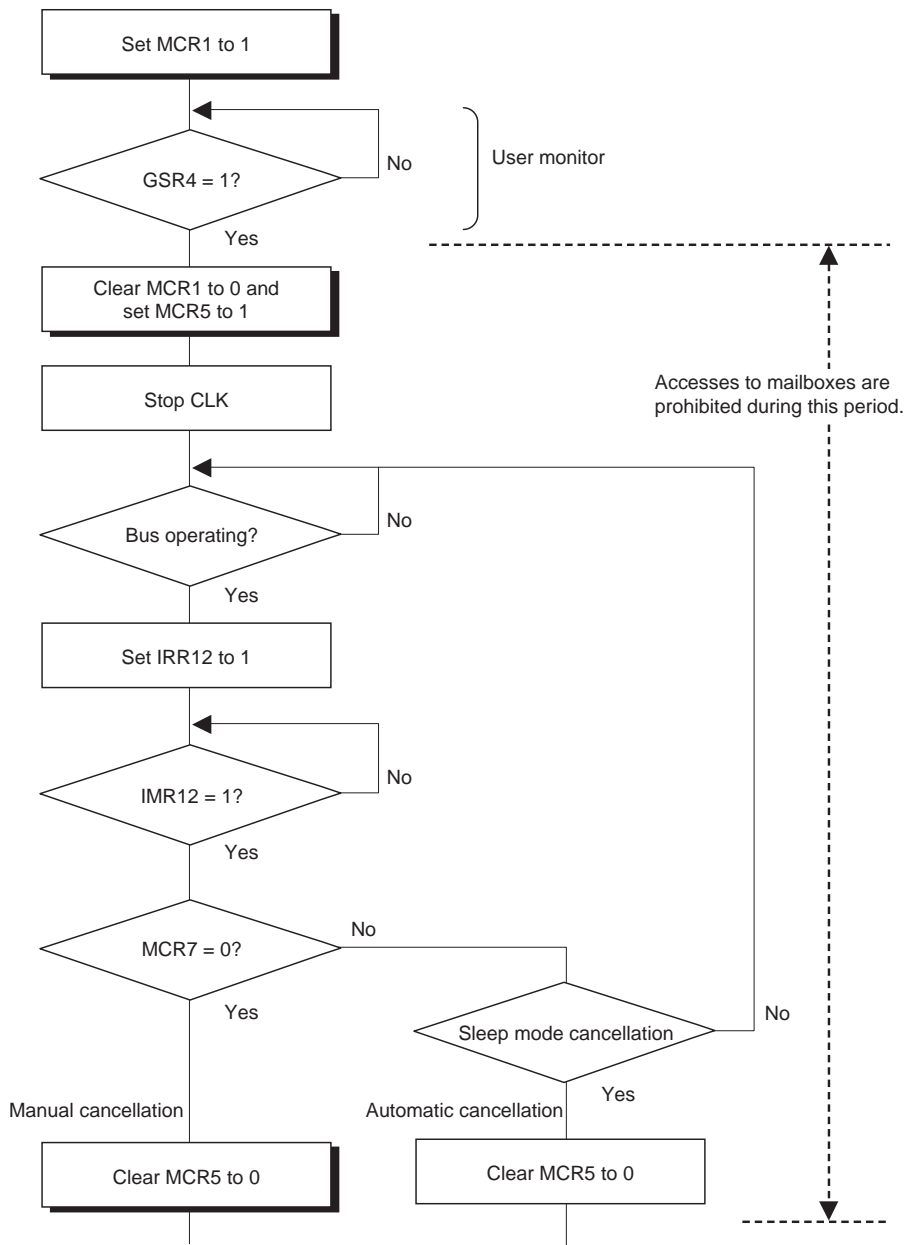 Set MCR1 to 1
GSR4 = 1?
No
User monitor
Yes
Clear MCR1 to 0 and
set MCR5 to 1
Stop CLK
Accesses to mailboxes are
prohibited during this period.
Bus operating?
No
Yes
Set IRR12 to 1
IMR12 = 1?
No
Yes
MCR7 = 0?
No
Yes
Sleep mode cancellation
No
Yes
Manual cancellation
Automatic cancellation
Clear MCR5 to 0
Clear MCR5 to 0